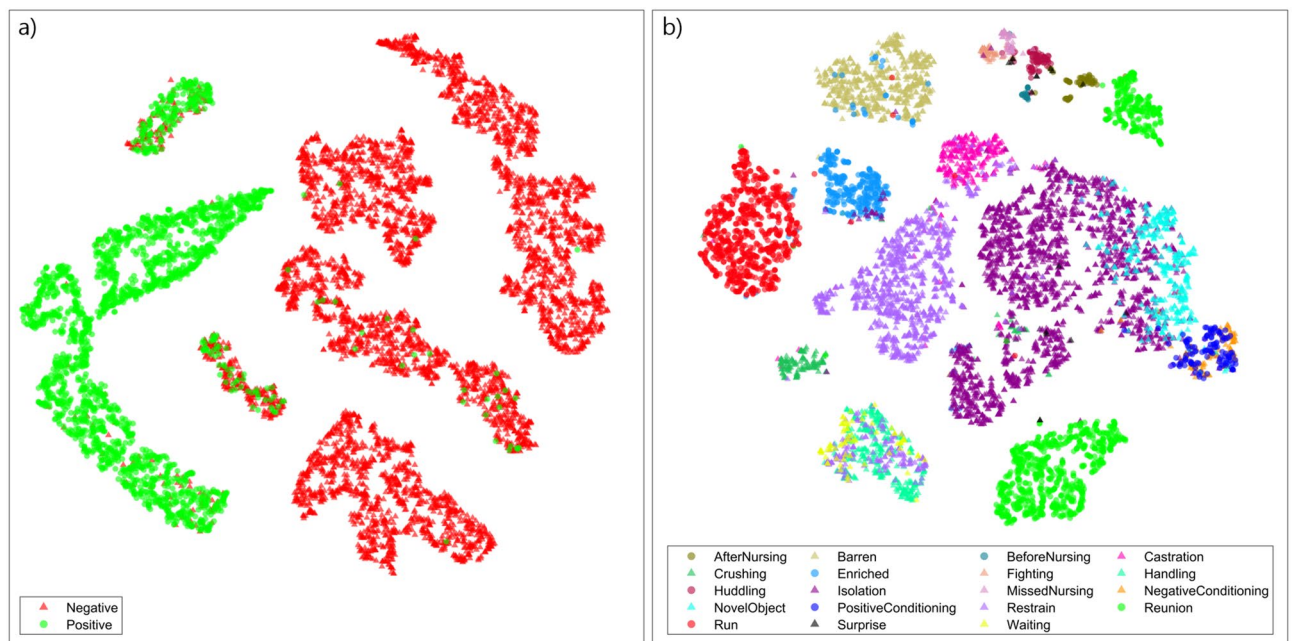 a)
Negative
Positive
b)
AfterNursing Barren BeforeNursing Castration
Crushing Enriched Fighting Handling
Huddling Isolation MissedNursing NegativeConditioning
NovelObject PositiveConditioning Restrain Reunion
Run Surprise Waiting